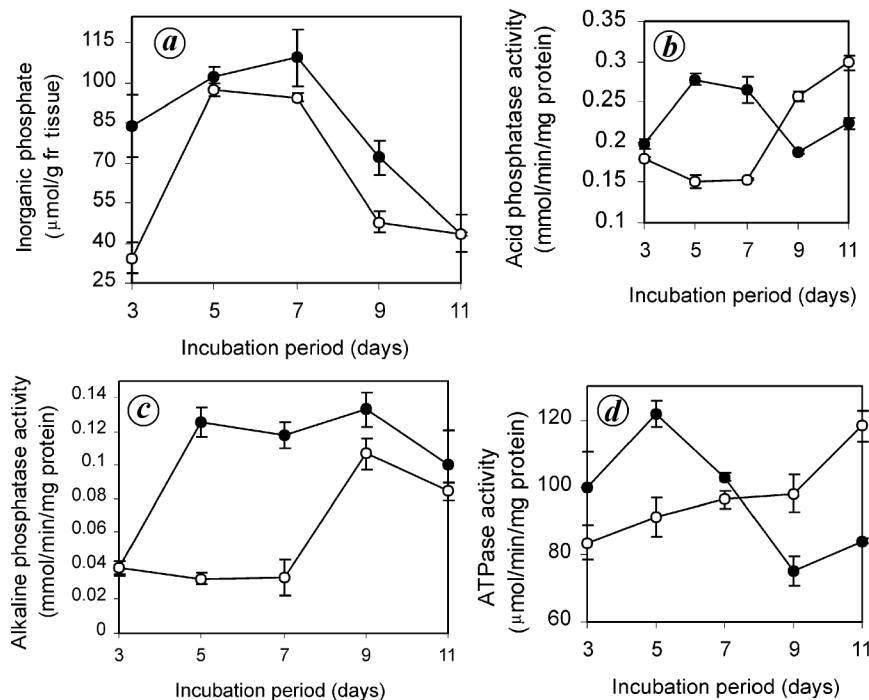 a
Inorganic phosphate
(µmol/g fr tissue)
115
100
85
70
55
40
25
3 5 7 9 11
Incubation period (days)
b
Acid phosphatase activity
(mmol/min/mg protein)
0.35
0.3
0.25
0.2
0.15
0.1
3 5 7 9 11
Incubation period (days)
c
Alkaline phosphatase activity
(mmol/min/mg protein)
0.14
0.12
0.1
0.08
0.06
0.04
0.02
0
3 5 7 9 11
Incubation period (days)
d
ATPase activity
(µmol/min/mg protein)
120
100
80
60
3 5 7 9 11
Incubation period (days)